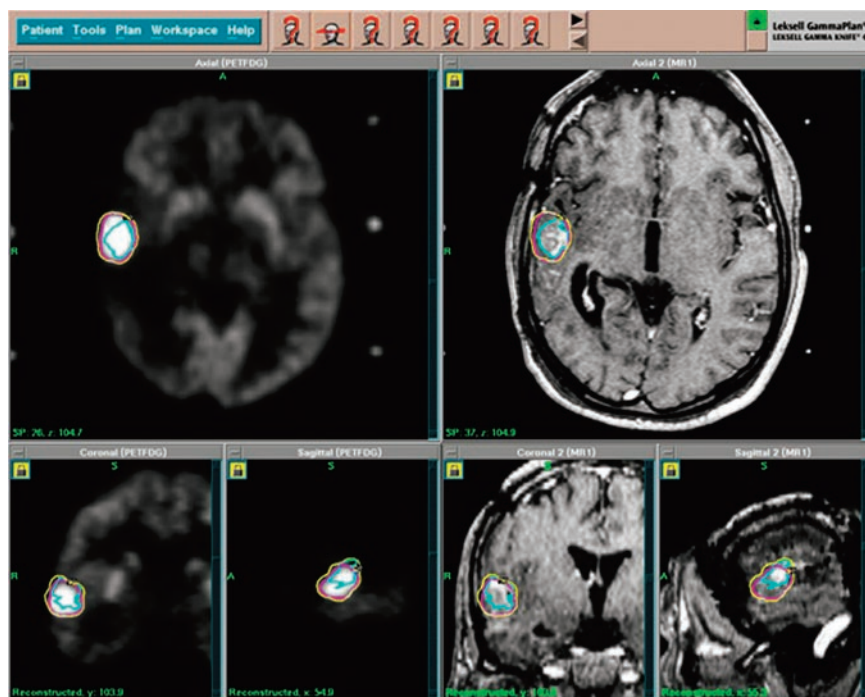 Patient Tools Plan Workspace Help
Leksell GammaPlan®
LEKSELL GAMMA KNIFE®
Axial (PETFDG)
A
R
SP: 26, z: 104.7
Axial 2 (MR1)
A
R
SP: 37, z: 104.9
Coronal (PETFDG)
S
R
Reconstructed, y: 103.9
Sagittal (PETFDG)
S
A
Reconstructed, x: 54.9
Coronal 2 (MR1)
S
R
Reconstructed, y:
Sagittal 2 (MR1)
S
A
Reconstructed, x: